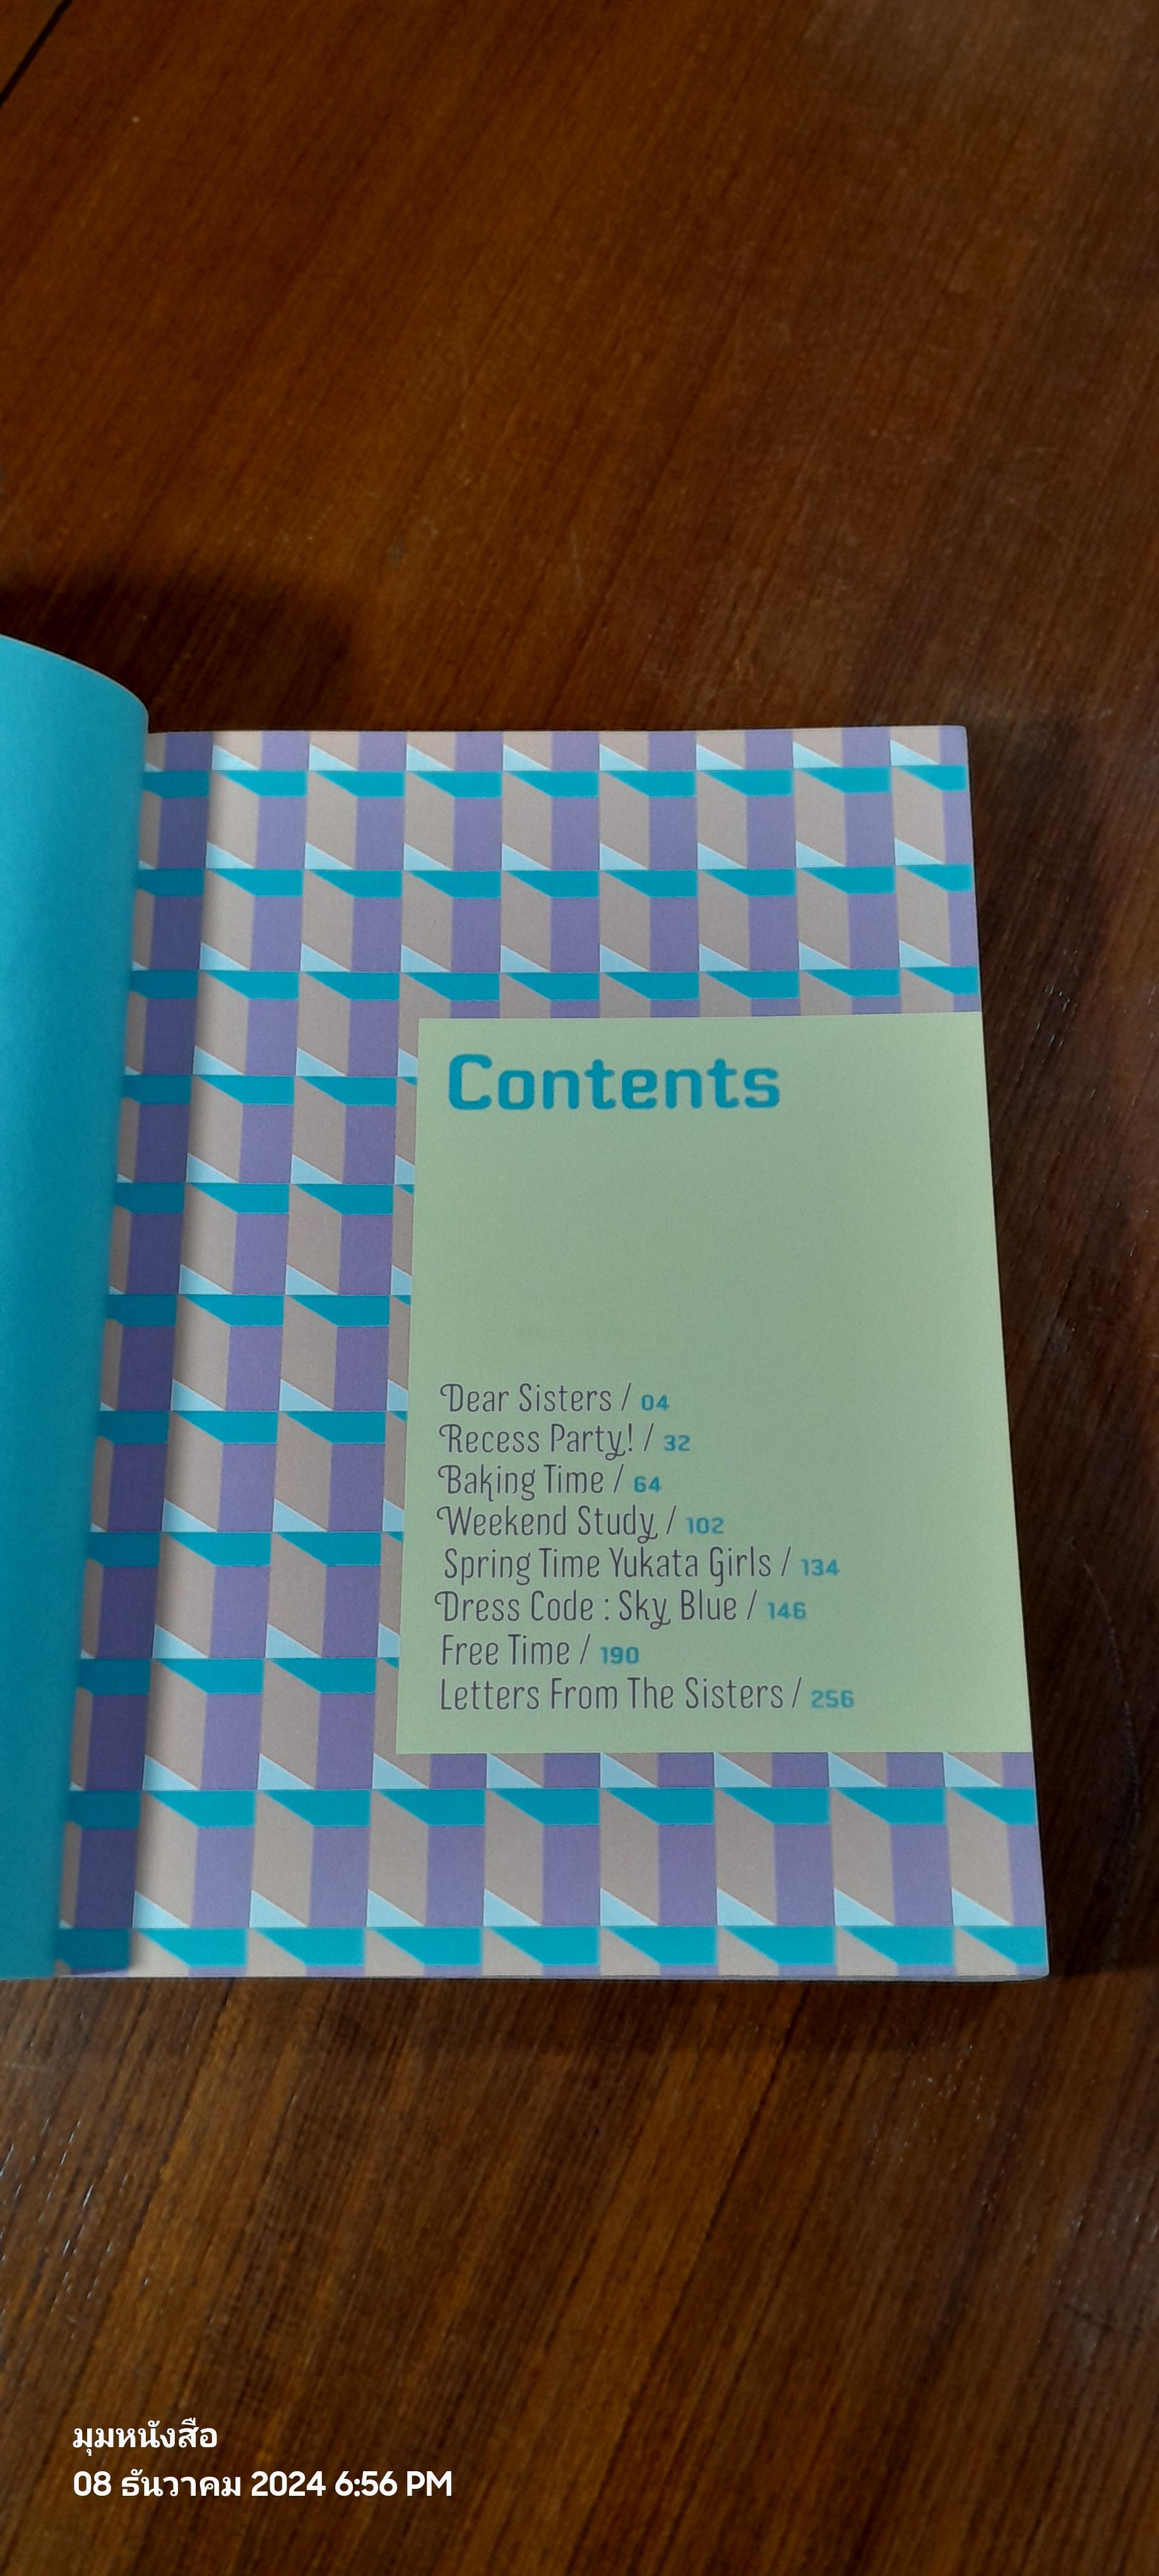 Contents
Dear Sisters / 04
Recess Party! / 32
Baking Time / 64
Weekend Study / 102
Spring Time Yukata Girls / 134
Dress Code : Sky Blue / 146
Free Time / 190
Letters From The Sisters / 256
มุมหนังสือ
08 ธันวาคม 2024 6:56 PM